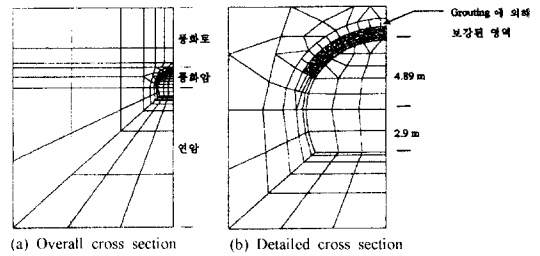 Grouting 에 의해
보강된 영역
풍화토
풍화암
연암
4.89 m
2.9 m
(a) Overall cross section
(b) Detailed cross section